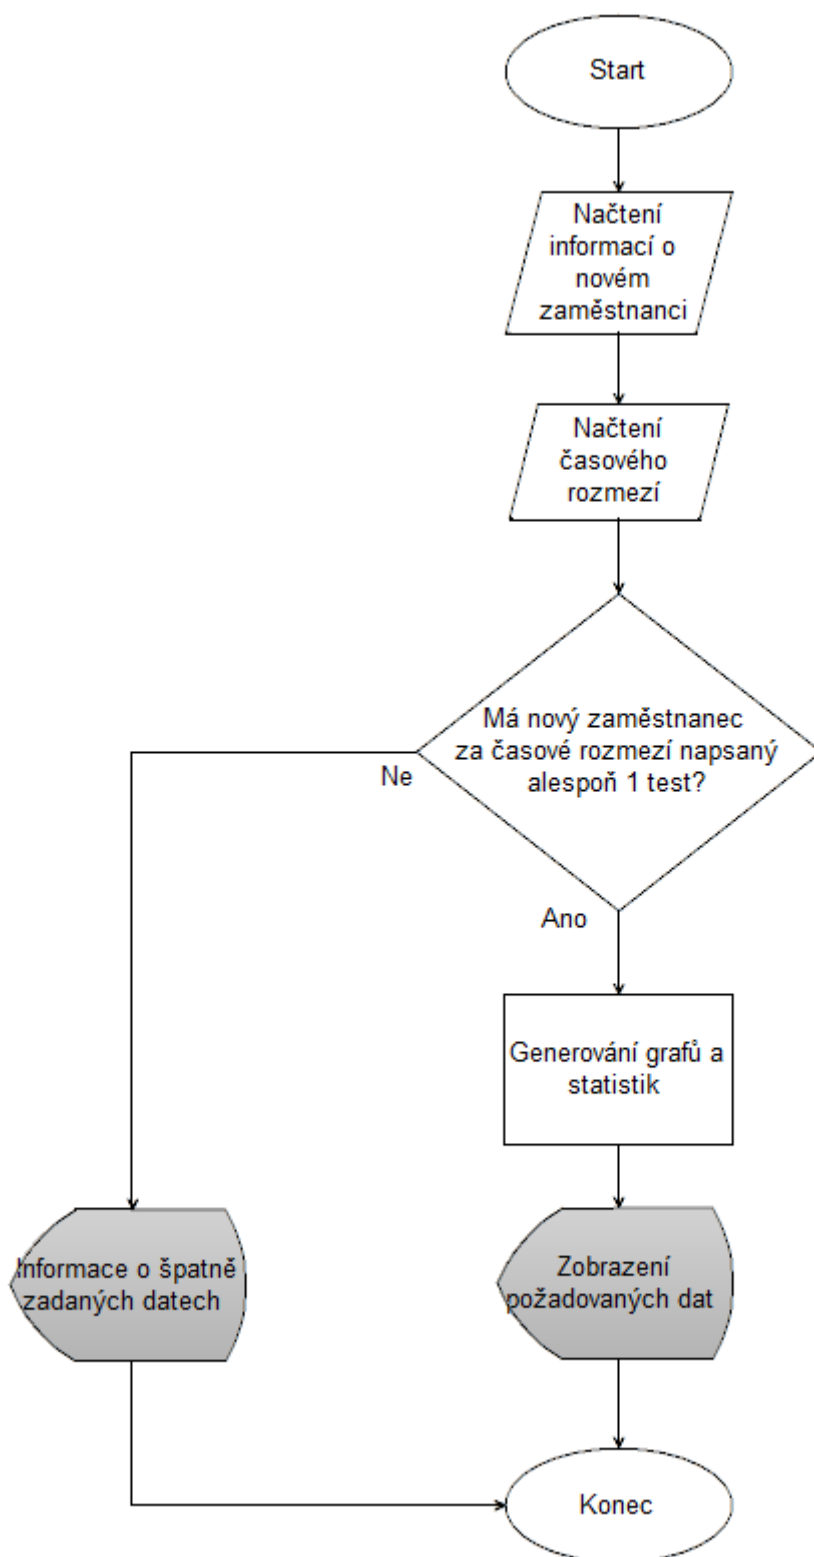 Start
Načtení
informací o
novém
zaměstnanci
Načtení
časového
rozmezí
Má nový zaměstnanec
za časové rozmezí napsaný
alespoň 1 test?
Ne
Ano
Generování grafů a
statistik
Informace o špatně
zadaných datech
Zobrazení
požadovaných dat
Konec